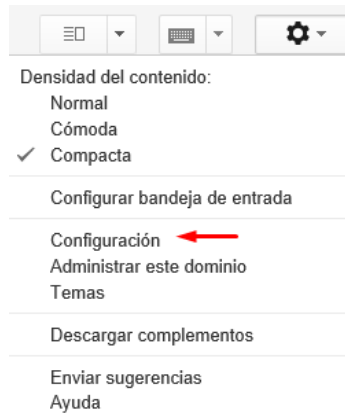 Densidad del contenido:
Normal
Cómoda
Compacta
Configurar bandeja de entrada
Configuración
Administrar este dominio
Temas
Descargar complementos
Enviar sugerencias
Ayuda